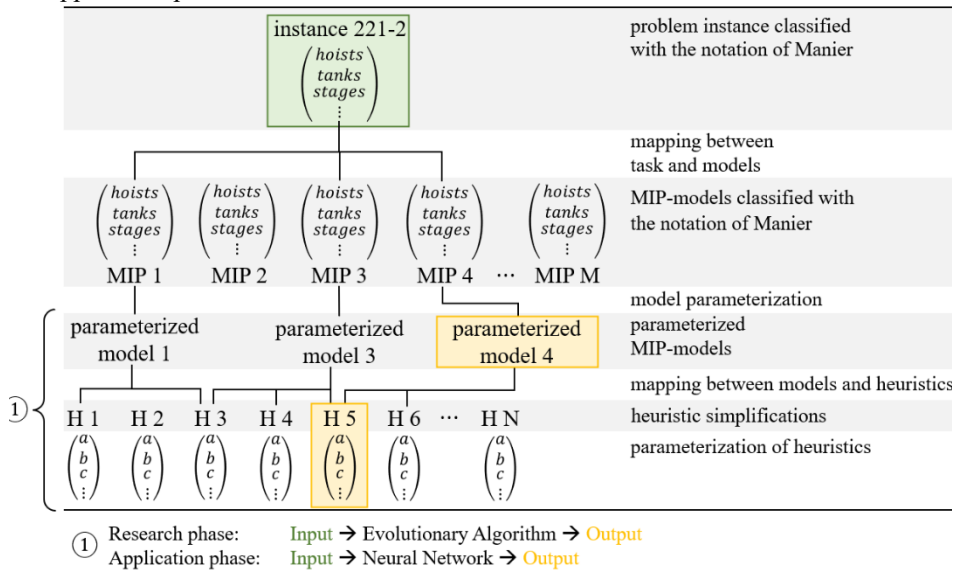 instance 221-2
hoists
tanks
stages
⋮
problem instance classified
with the notation of Manier
mapping between
task and models
hoists hoists hoists hoists hoists
tanks tanks tanks tanks tanks
stages stages stages stages stages
⋮ ⋮ ⋮ ⋮ ⋮
MIP 1 MIP 2 MIP 3 MIP 4 ⋯ MIP M
MIP-models classified with
the notation of Manier
model parameterization
parameterized parameterized parameterized
model 1 model 3 model 4
parameterized
MIP-models
mapping between models and heuristics
①
H 1 H 2 H 3 H 4 H 5 H 6 ⋯ H N
heuristic simplifications
a a a a a a a
b b b b b b b
c c c c c c c
⋮ ⋮ ⋮ ⋮ ⋮ ⋮ ⋮
parameterization of heuristics
① Research phase: Input → Evolutionary Algorithm → Output
Application phase: Input → Neural Network → Output